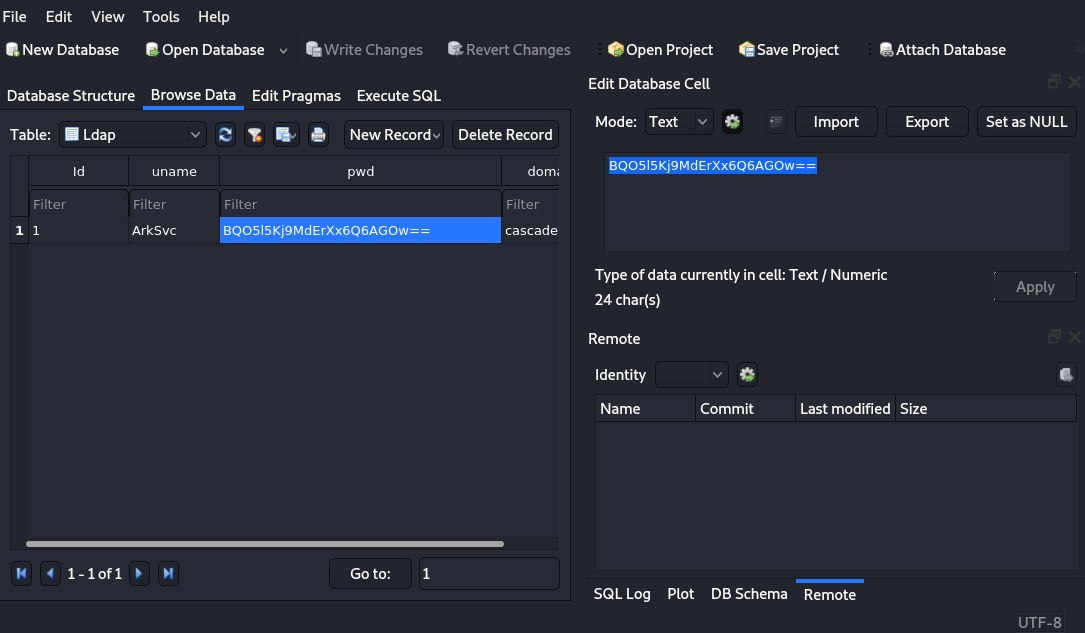 File Edit View Tools Help
New Database Open Database Write Changes Revert Changes Open Project Save Project Attach Database
Edit Database Cell
Database Structure Browse Data Edit Pragmas Execute SQL
Mode: Text Import Export Set as NULL
Table: Ldap New Record Delete Record
BQO5l5Kj9MdErXx6Q6AGOw==
Id uname pwd doma
Filter Filter Filter Filter
1 1 ArkSvc BQO5l5Kj9MdErXx6Q6AGOw== cascade
Type of data currently in cell: Text / Numeric
24 char(s)
Apply
Remote
Identity
Name Commit Last modified Size
1 - 1 of 1 Go to: 1
SQL Log Plot DB Schema Remote
UTF-8